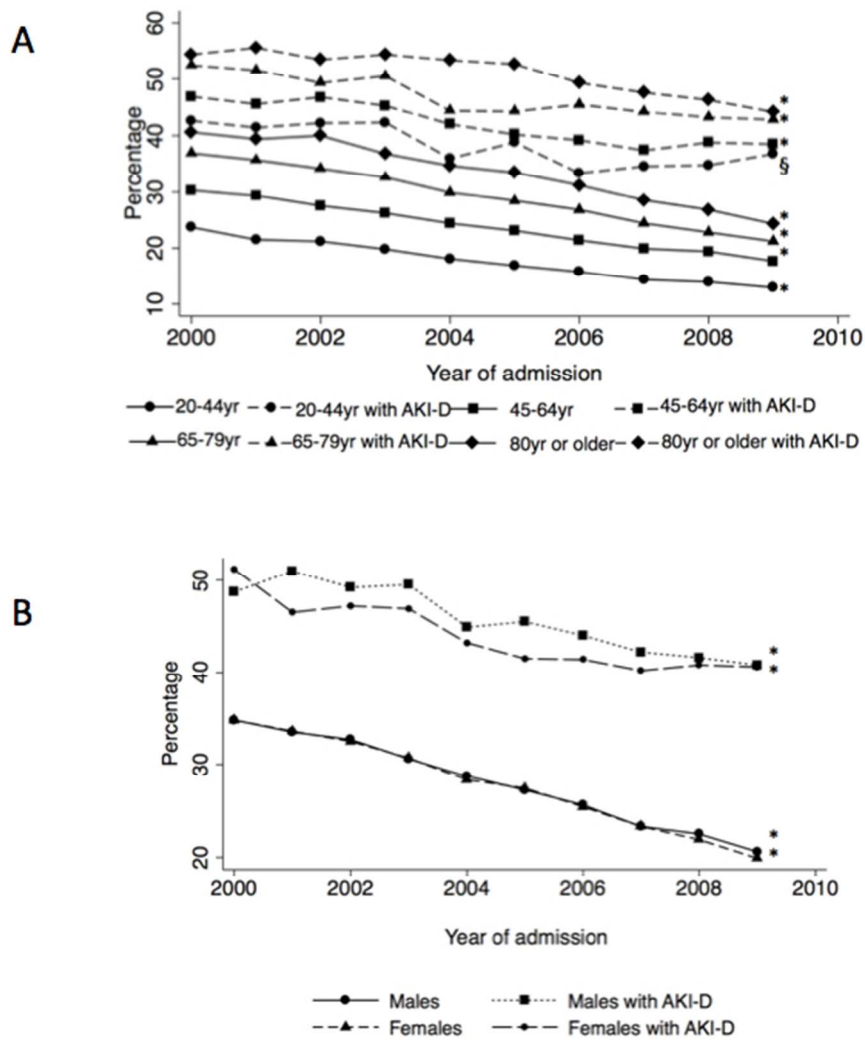 A
Percentage
60
50
40
30
20
10
*
*
*
§
*
*
*
*
2000 2002 2004 2006 2008 2010
Year of admission
20-44yr 20-44yr with AKI-D 45-64yr 45-64yr with AKI-D
65-79yr 65-79yr with AKI-D 80yr or older 80yr or older with AKI-D
B
Percentage
50
40
30
20
*
*
*
*
2000 2002 2004 2006 2008 2010
Year of admission
Males Males with AKI-D
Females Females with AKI-D